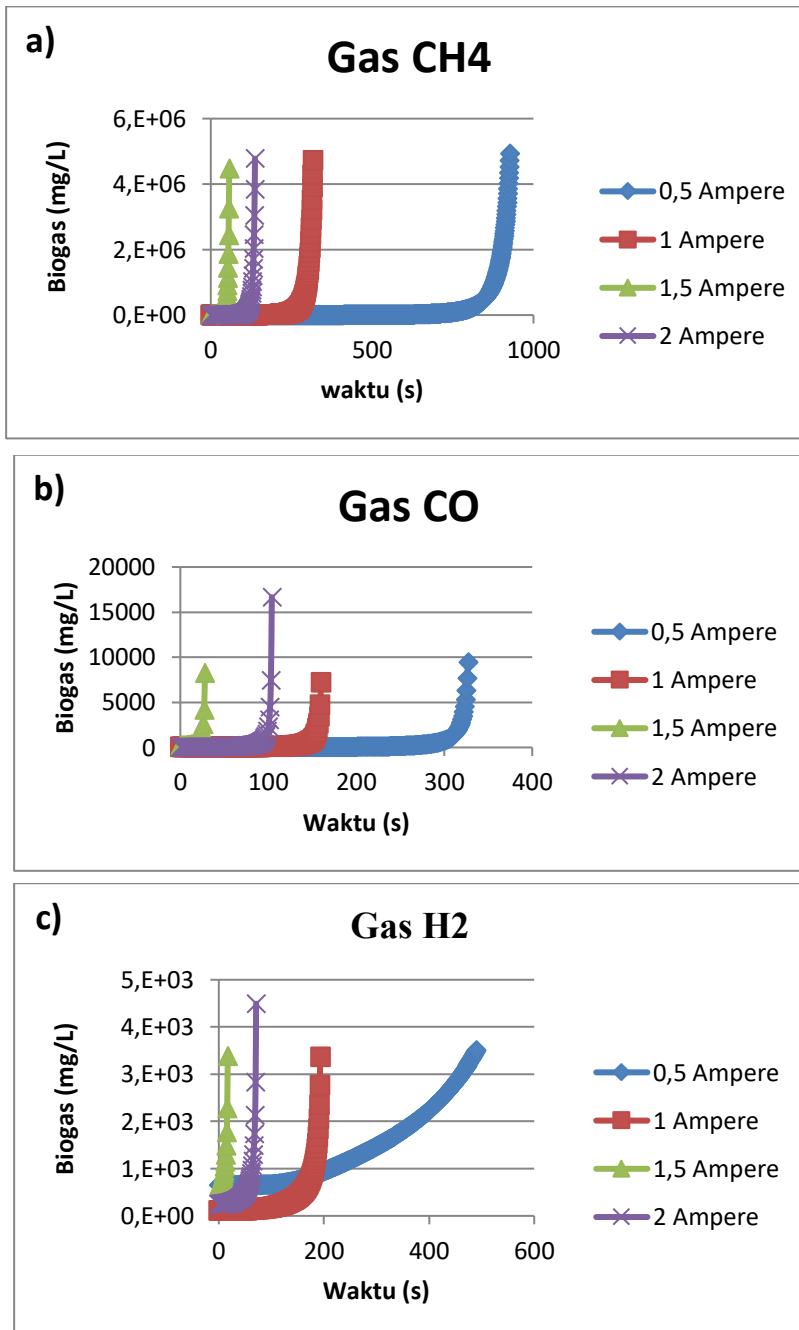 a)
Gas CH4
Biogas (mg/L)
6,E+06
4,E+06
2,E+06
0,E+00
0
500
1000
waktu (s)
0,5 Ampere
1 Ampere
1,5 Ampere
2 Ampere
b)
Gas CO
Biogas (mg/L)
20000
15000
10000
5000
0
0
100
200
300
400
Waktu (s)
0,5 Ampere
1 Ampere
1,5 Ampere
2 Ampere
c)
Gas H2
Biogas (mg/L)
5,E+03
4,E+03
3,E+03
2,E+03
1,E+03
0,E+00
0
200
400
600
Waktu (s)
0,5 Ampere
1 Ampere
1,5 Ampere
2 Ampere